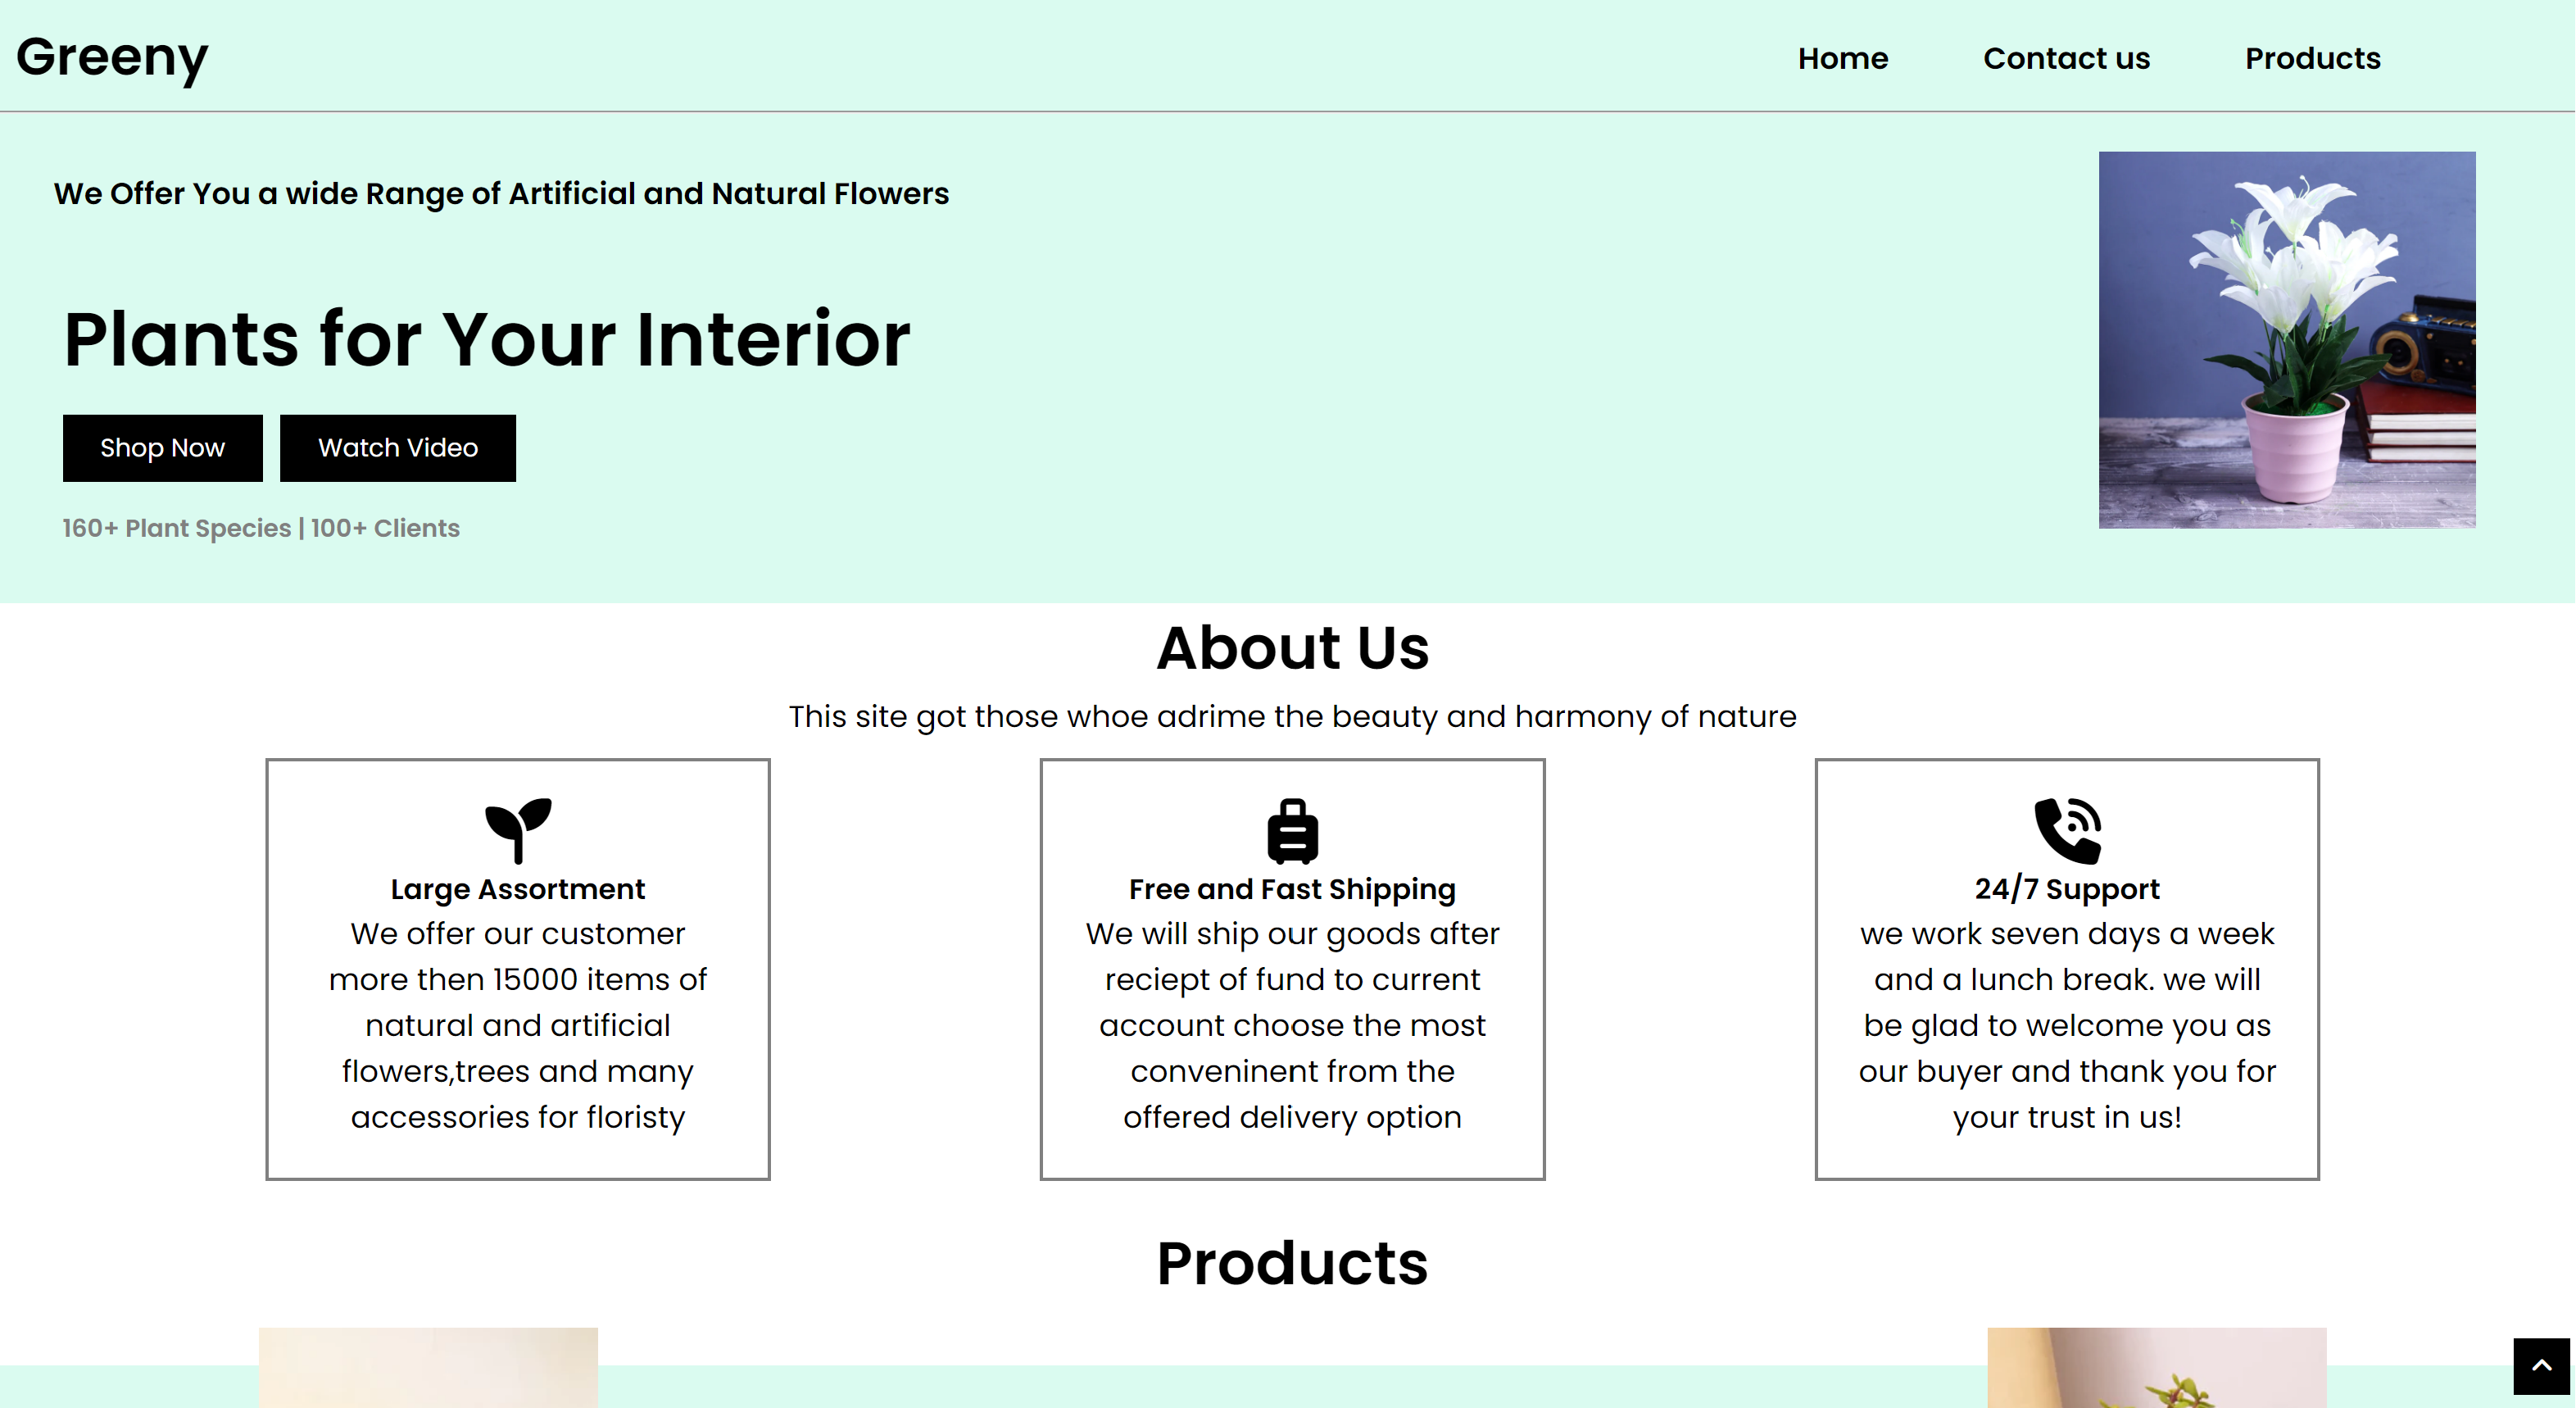 Greeny
Home
Contact us
Products
We Offer You a wide Range of Artificial and Natural Flowers
Plants for Your Interior
Shop Now
Watch Video
160+ Plant Species | 100+ Clients
About Us
This site got those whoe adrime the beauty and harmony of nature
Large Assortment
We offer our customer
more then 15000 items of
natural and artificial
flowers,trees and many
accessories for floristy
Free and Fast Shipping
We will ship our goods after
reciept of fund to current
account choose the most
conveninent from the
offered delivery option
24/7 Support
we work seven days a week
and a lunch break. we will
be glad to welcome you as
our buyer and thank you for
your trust in us!
Products